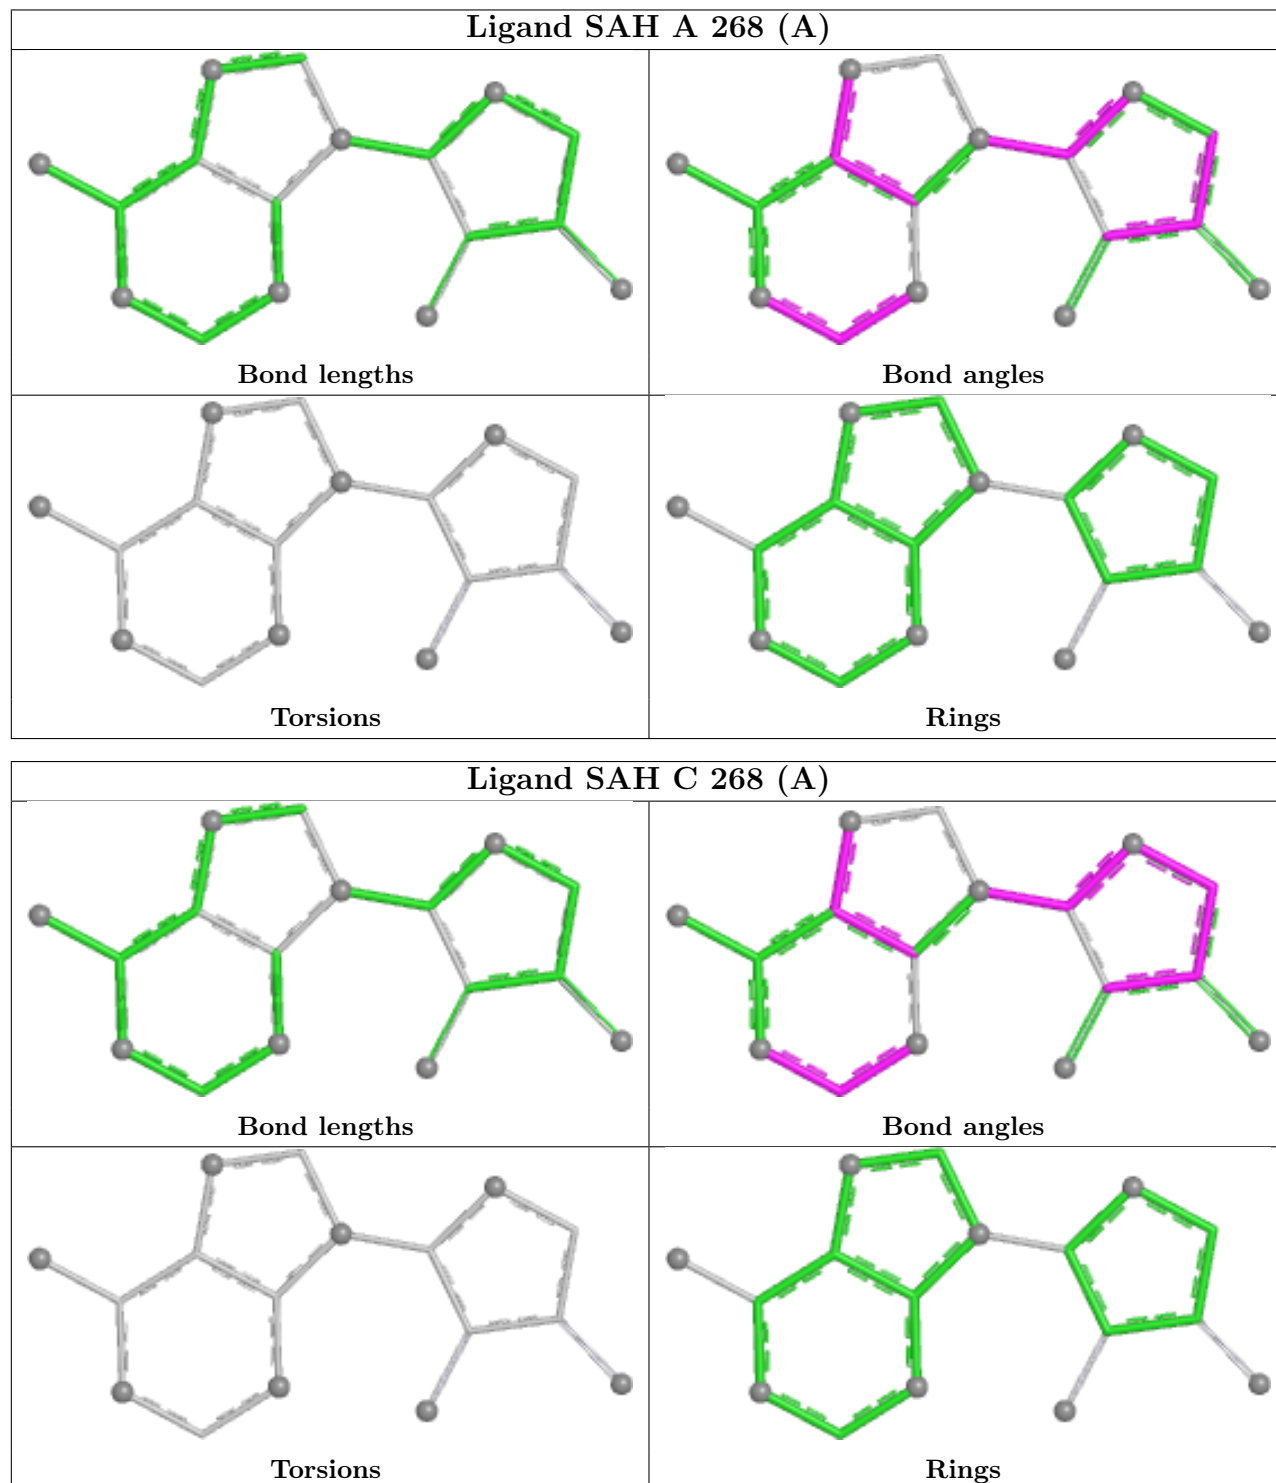 Ligand SAH A 268 (A)
Bond lengths
Bond angles
Torsions
Rings
Ligand SAH C 268 (A)
Bond lengths
Bond angles
Torsions
Rings